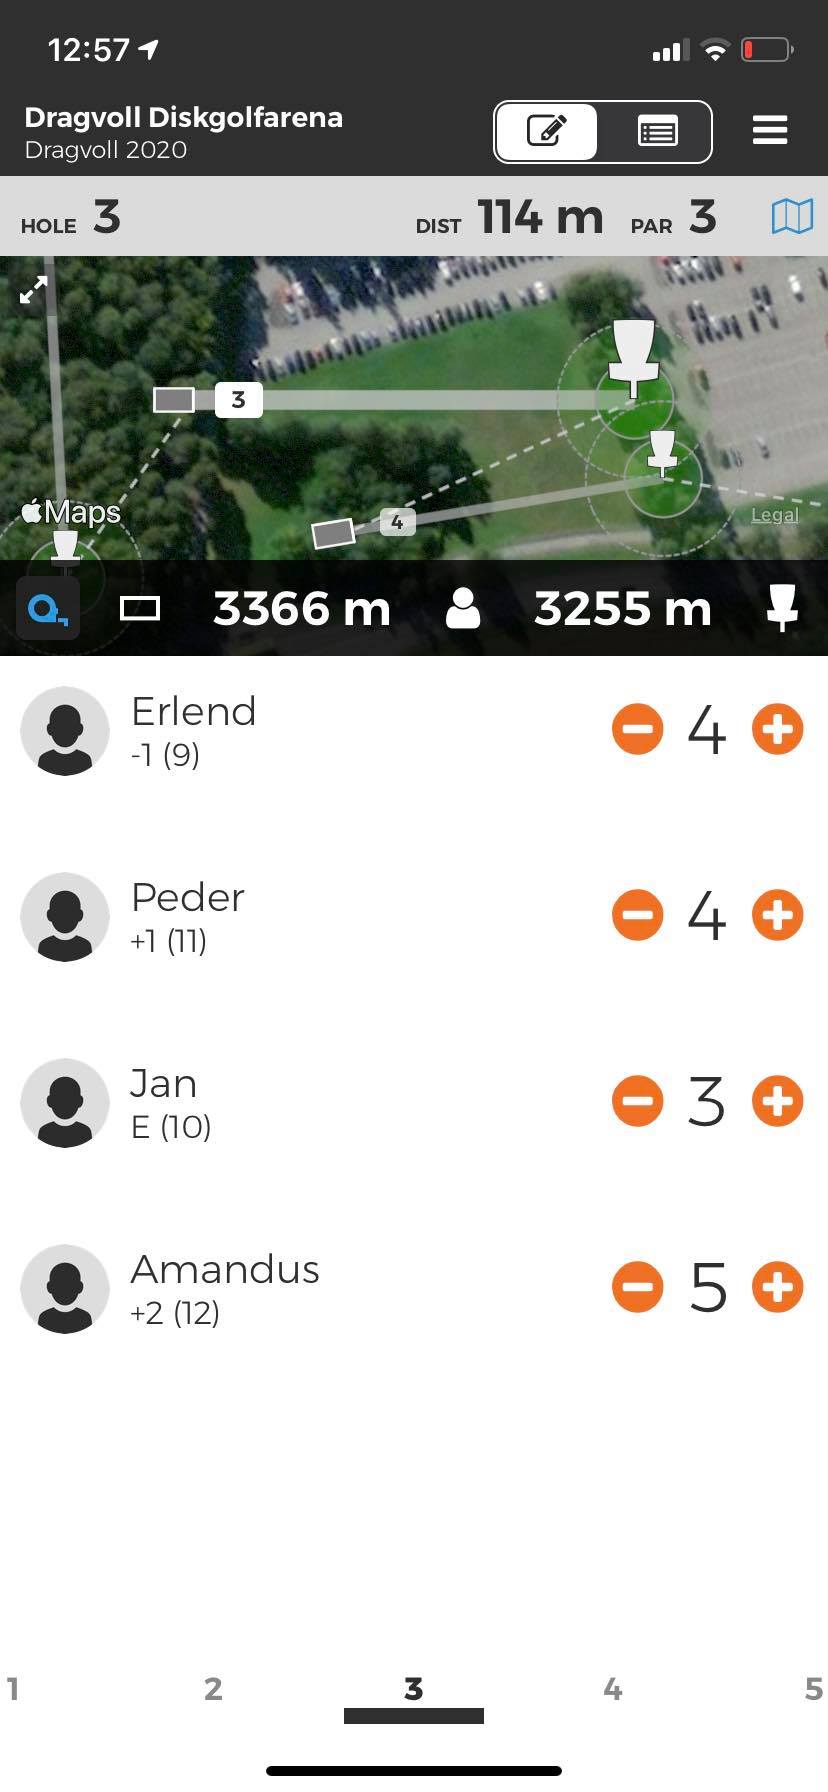 12:57
Dragvoll Diskgolfarena
Dragvoll 2020
HOLE 3 DIST 114 m PAR 3
3
4
Maps
Legal
3366 m 3255 m
Erlend
-1 (9)
4
Peder
+1 (11)
4
Jan
E (10)
3
Amandus
+2 (12)
5
1 2 3 4 5